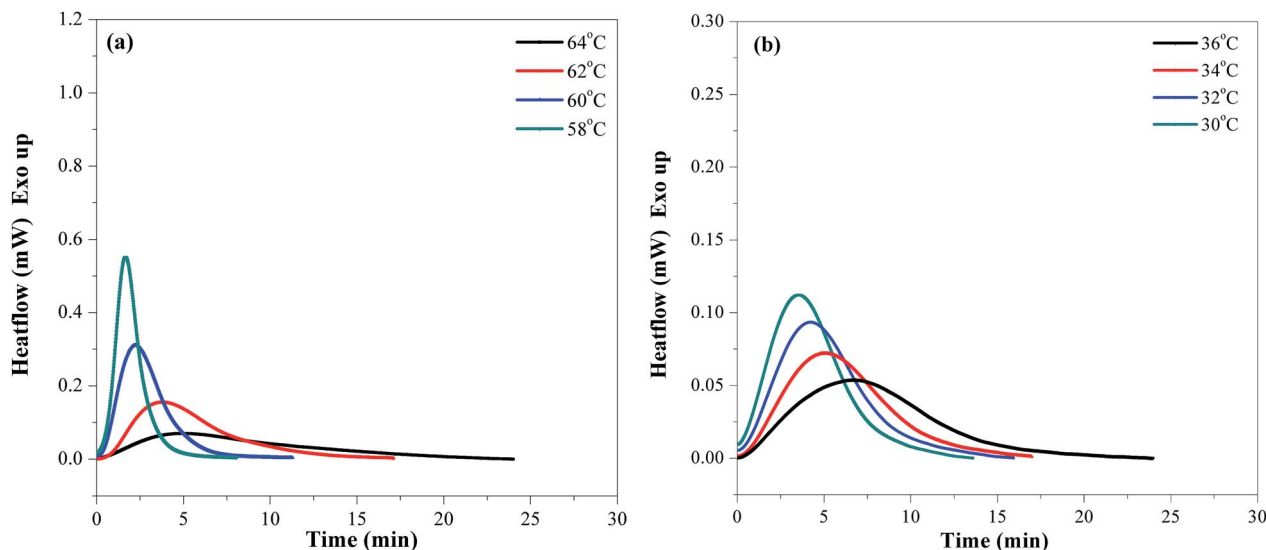 (a)
64°C
62°C
60°C
58°C
1.2
1.0
0.8
0.6
0.4
0.2
0.0
Heatflow (mW) Exo up
0 5 10 15 20 25 30
Time (min)
(b)
36°C
34°C
32°C
30°C
0.30
0.25
0.20
0.15
0.10
0.05
0.00
Heatflow (mW) Exo up
0 5 10 15 20 25 30
Time (min)